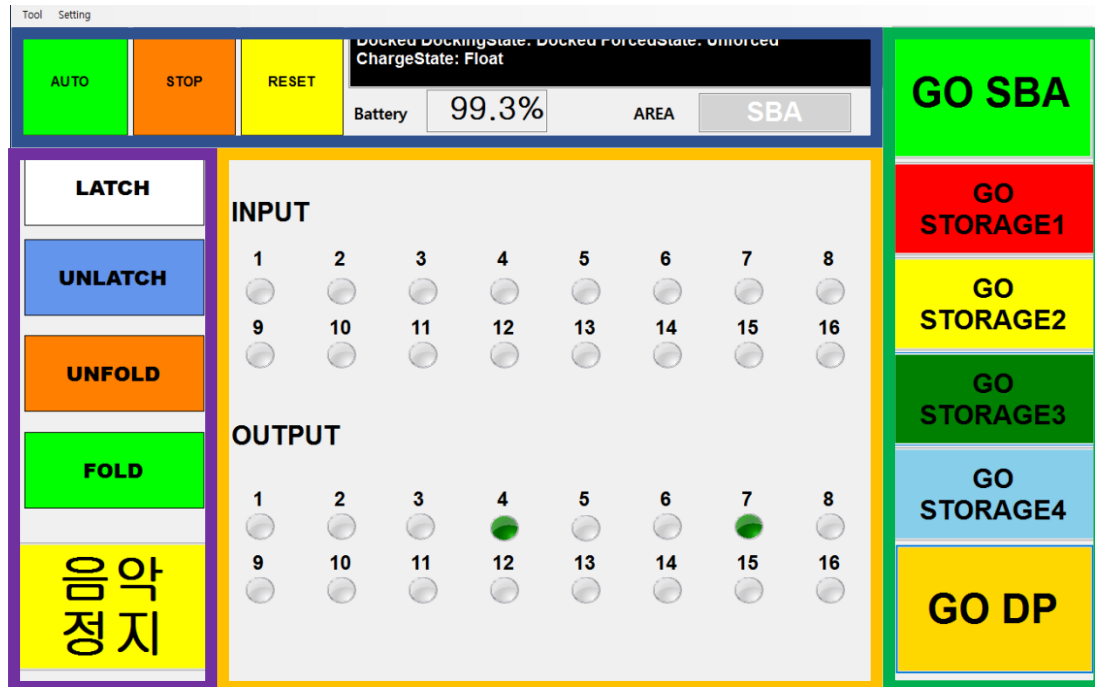 Tool Setting
AUTO STOP RESET
Docked DockingState: Docked ForcedState: Unforced
ChargeState: Float
Battery 99.3% AREA SBA
LATCH
UNLATCH
UNFOLD
FOLD
음악
정지
INPUT
1 2 3 4 5 6 7 8
9 10 11 12 13 14 15 16
OUTPUT
1 2 3 4 5 6 7 8
9 10 11 12 13 14 15 16
GO SBA
GO
STORAGE1
GO
STORAGE2
GO
STORAGE3
GO
STORAGE4
GO DP